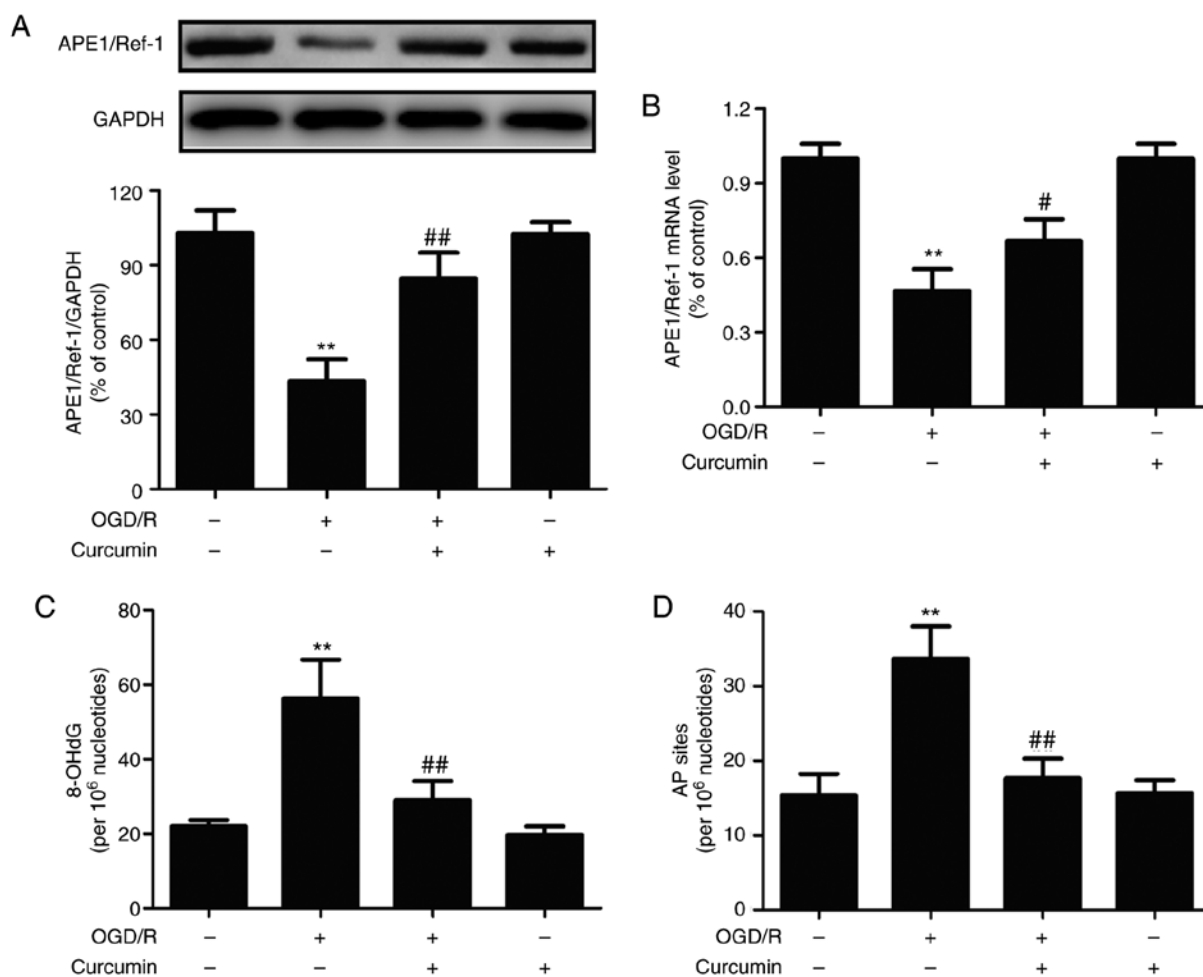 A
APE1/Ref-1
GAPDH
120
90
60
30
0
APE1/Ref-1/GAPDH
(% of control)
**
##
OGD/R – + + –
Curcumin – – + +
B
1.2
0.9
0.6
0.3
0.0
APE1/Ref-1 mRNA level
(% of control)
**
#
OGD/R – + + –
Curcumin – – + +
C
80
60
40
20
0
8-OHdG
(per 10⁶ nucleotides)
**
##
OGD/R – + + –
Curcumin – – + +
D
40
30
20
10
0
AP sites
(per 10⁶ nucleotides)
**
##
OGD/R – + + –
Curcumin – – + +